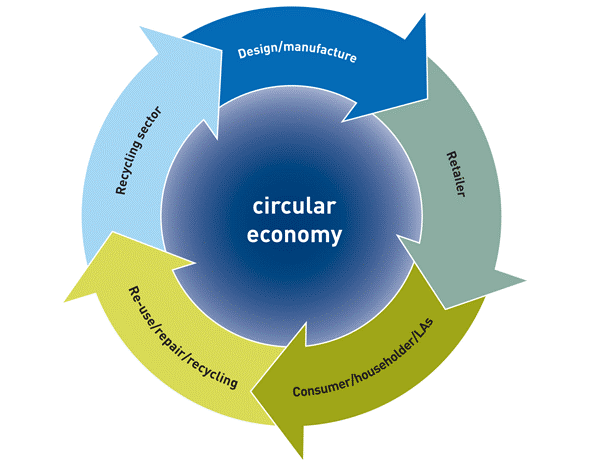 Design/manufacture
Retailer
Consumer/householder/LAs
Re-use/repair/recycling
Recycling sector
circular
economy